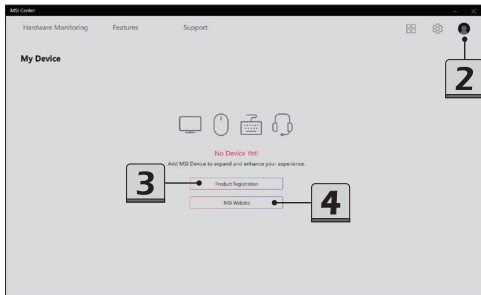 MSI Center
Hardware Monitoring Features Support
My Device
2
No Device Yet!
Add MSI Device to expand and enhance your experience.
3
Product Registration
MSI Website
4